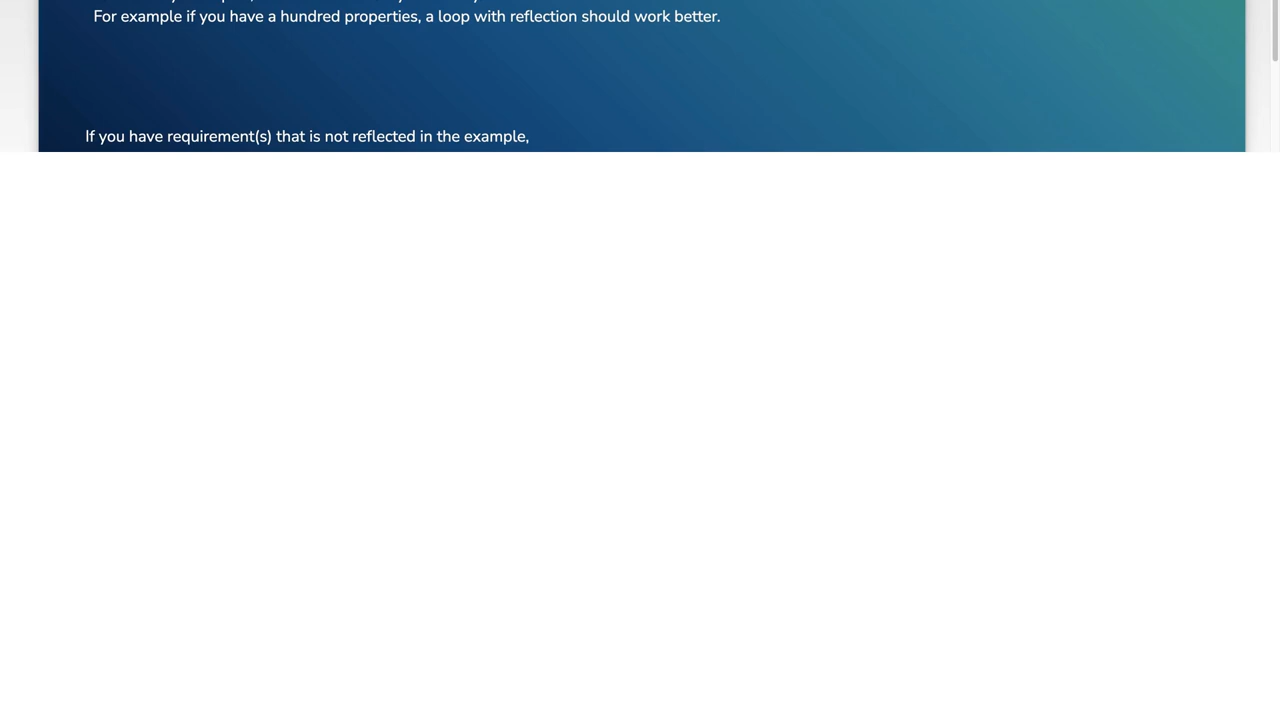 For example if you have a hundred properties, a loop with reflection should work better.
If you have requirement(s) that is not reflected in the example,